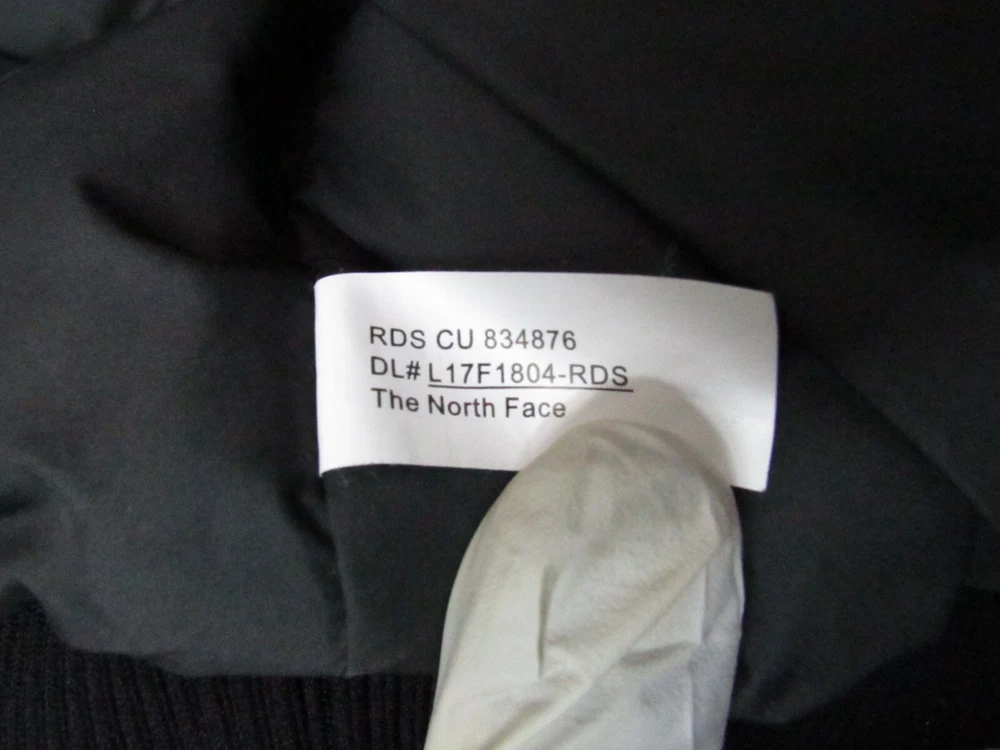 RDS CU 834876
DL# L17F1804-RDS
The North Face